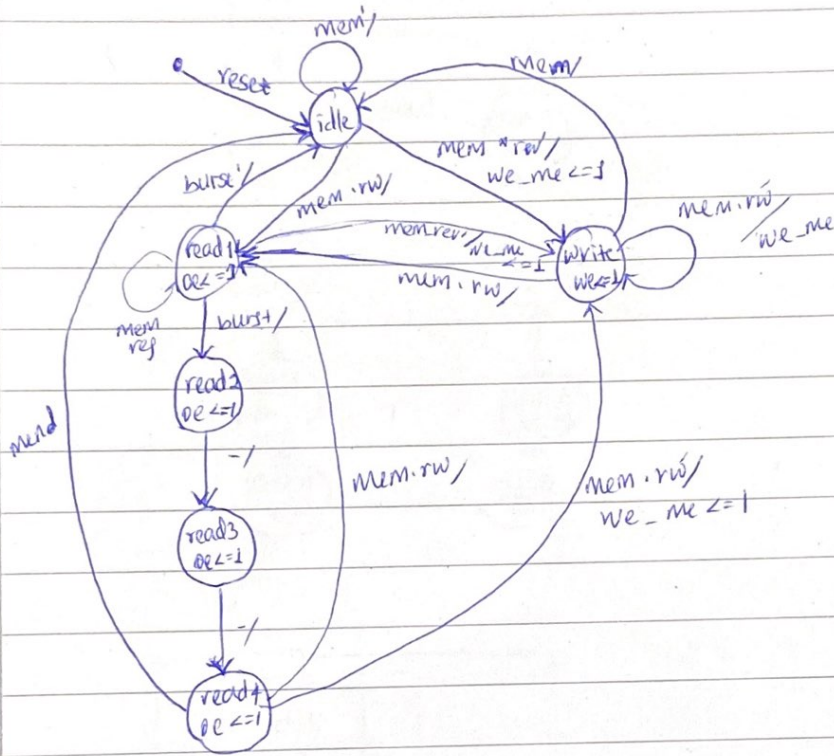 mem'/
reset
mem/
idle
mem * rw'/
we_me <= 1
burst'/
mem.rw/
mem.rw'/
we_me
mem.rw'/we_me
<= 1
read1
oe <= 1
write
we <= 1
mem.rw/
mem
burst/
read2
oe <= 1
-/
mem.rw/
mem.rw'/
we_me <= 1
read3
oe <= 1
-/
read4
oe <= 1